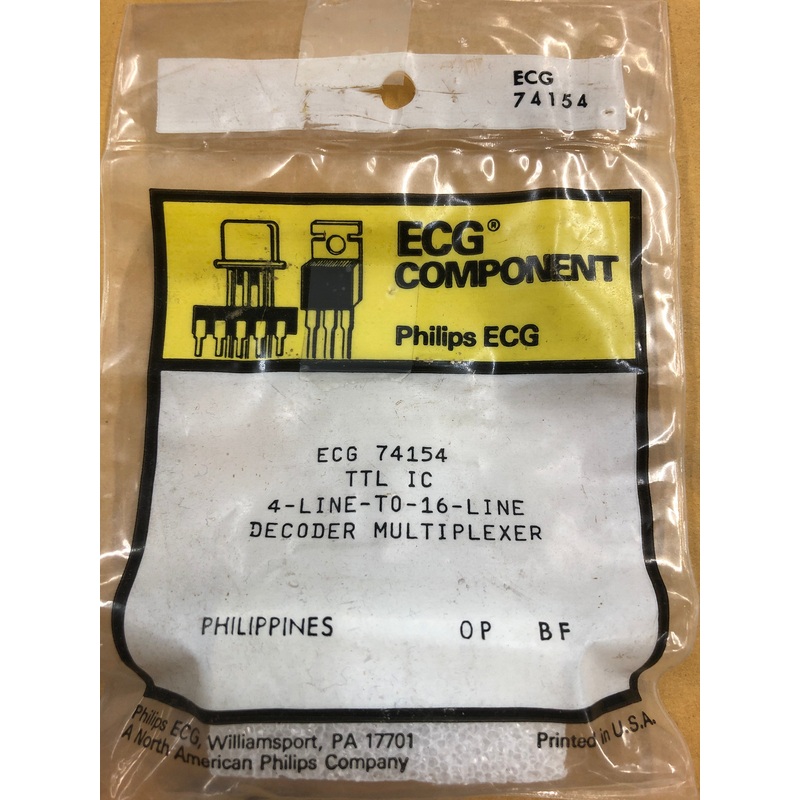 ECG
74154
ECG®
COMPONENT
Philips ECG
ECG 74154
TTL IC
4-LINE-TO-16-LINE
DECODER MULTIPLEXER
PHILIPPINES OP BF
Philips ECG, Williamsport, PA 17701
A North American Philips Company
Printed in U.S.A.